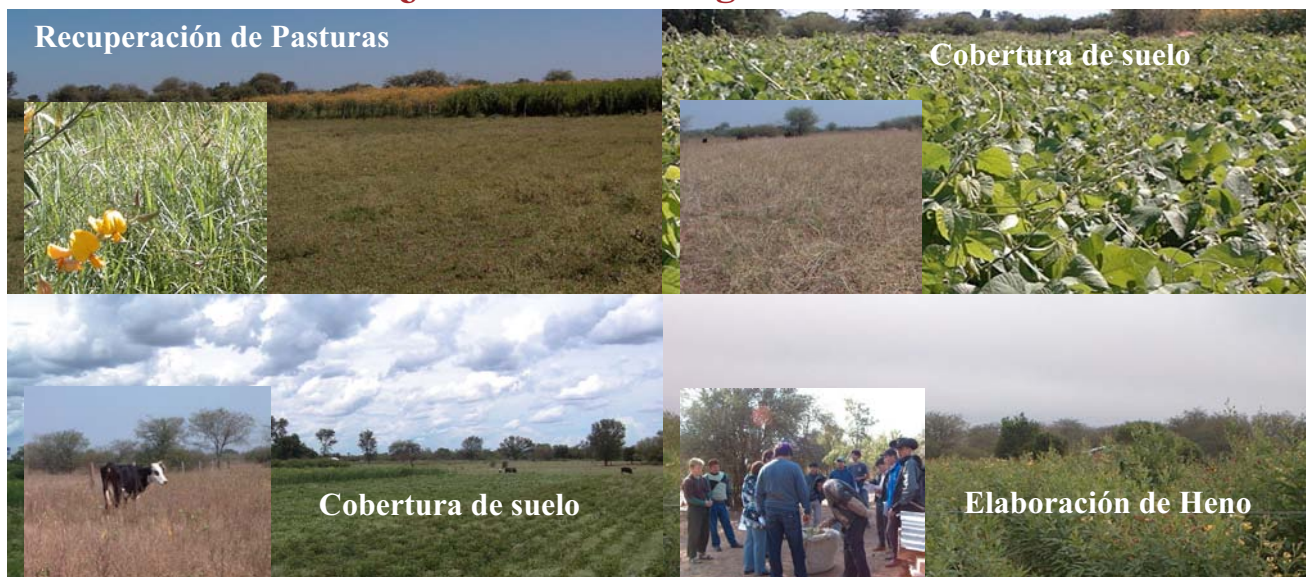 Recuperación de Pasturas
Cobertura de suelo
Cobertura de suelo
Elaboración de Heno